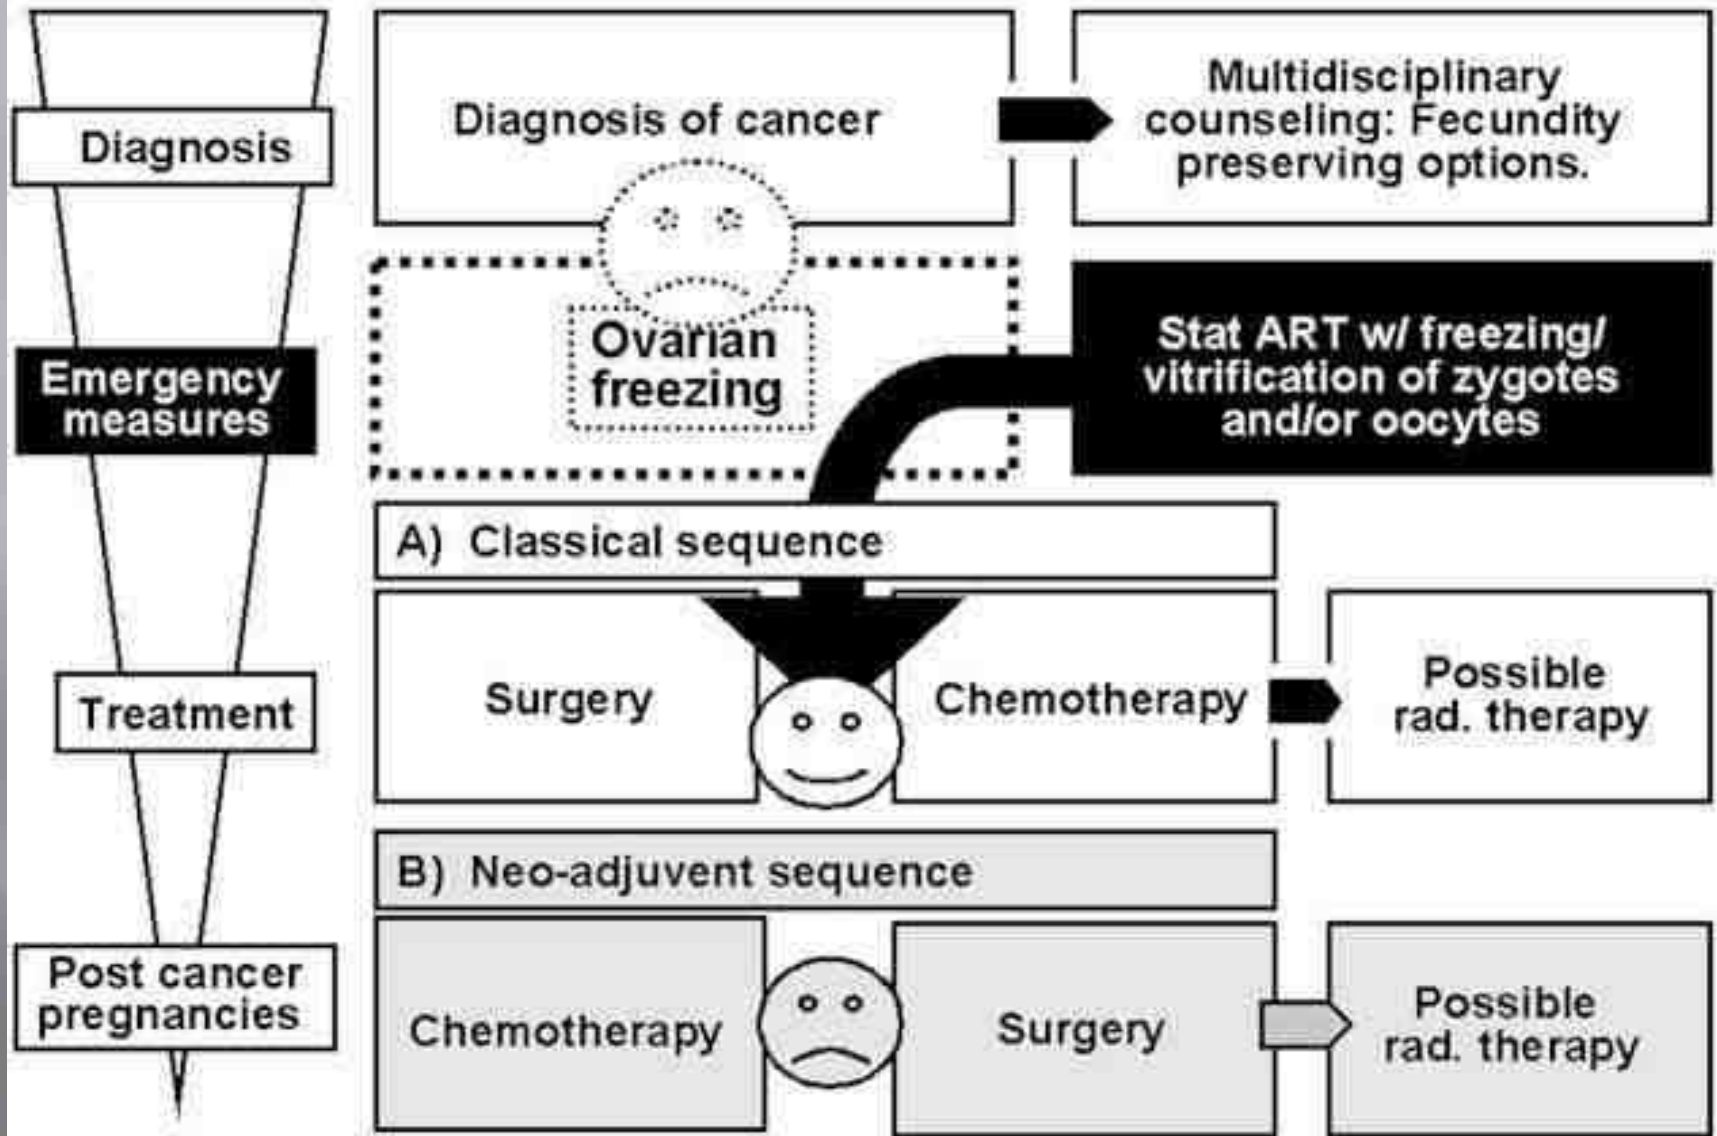 Diagnosis
Emergency
measures
Treatment
Post cancer
pregnancies
Diagnosis of cancer
Multidisciplinary
counseling: Fecundity
preserving options.
Ovarian
freezing
Stat ART w/ freezing/
vitrification of zygotes
and/or oocytes
A) Classical sequence
Surgery
Chemotherapy
Possible
rad. therapy
B) Neo-adjuvent sequence
Chemotherapy
Surgery
Possible
rad. therapy